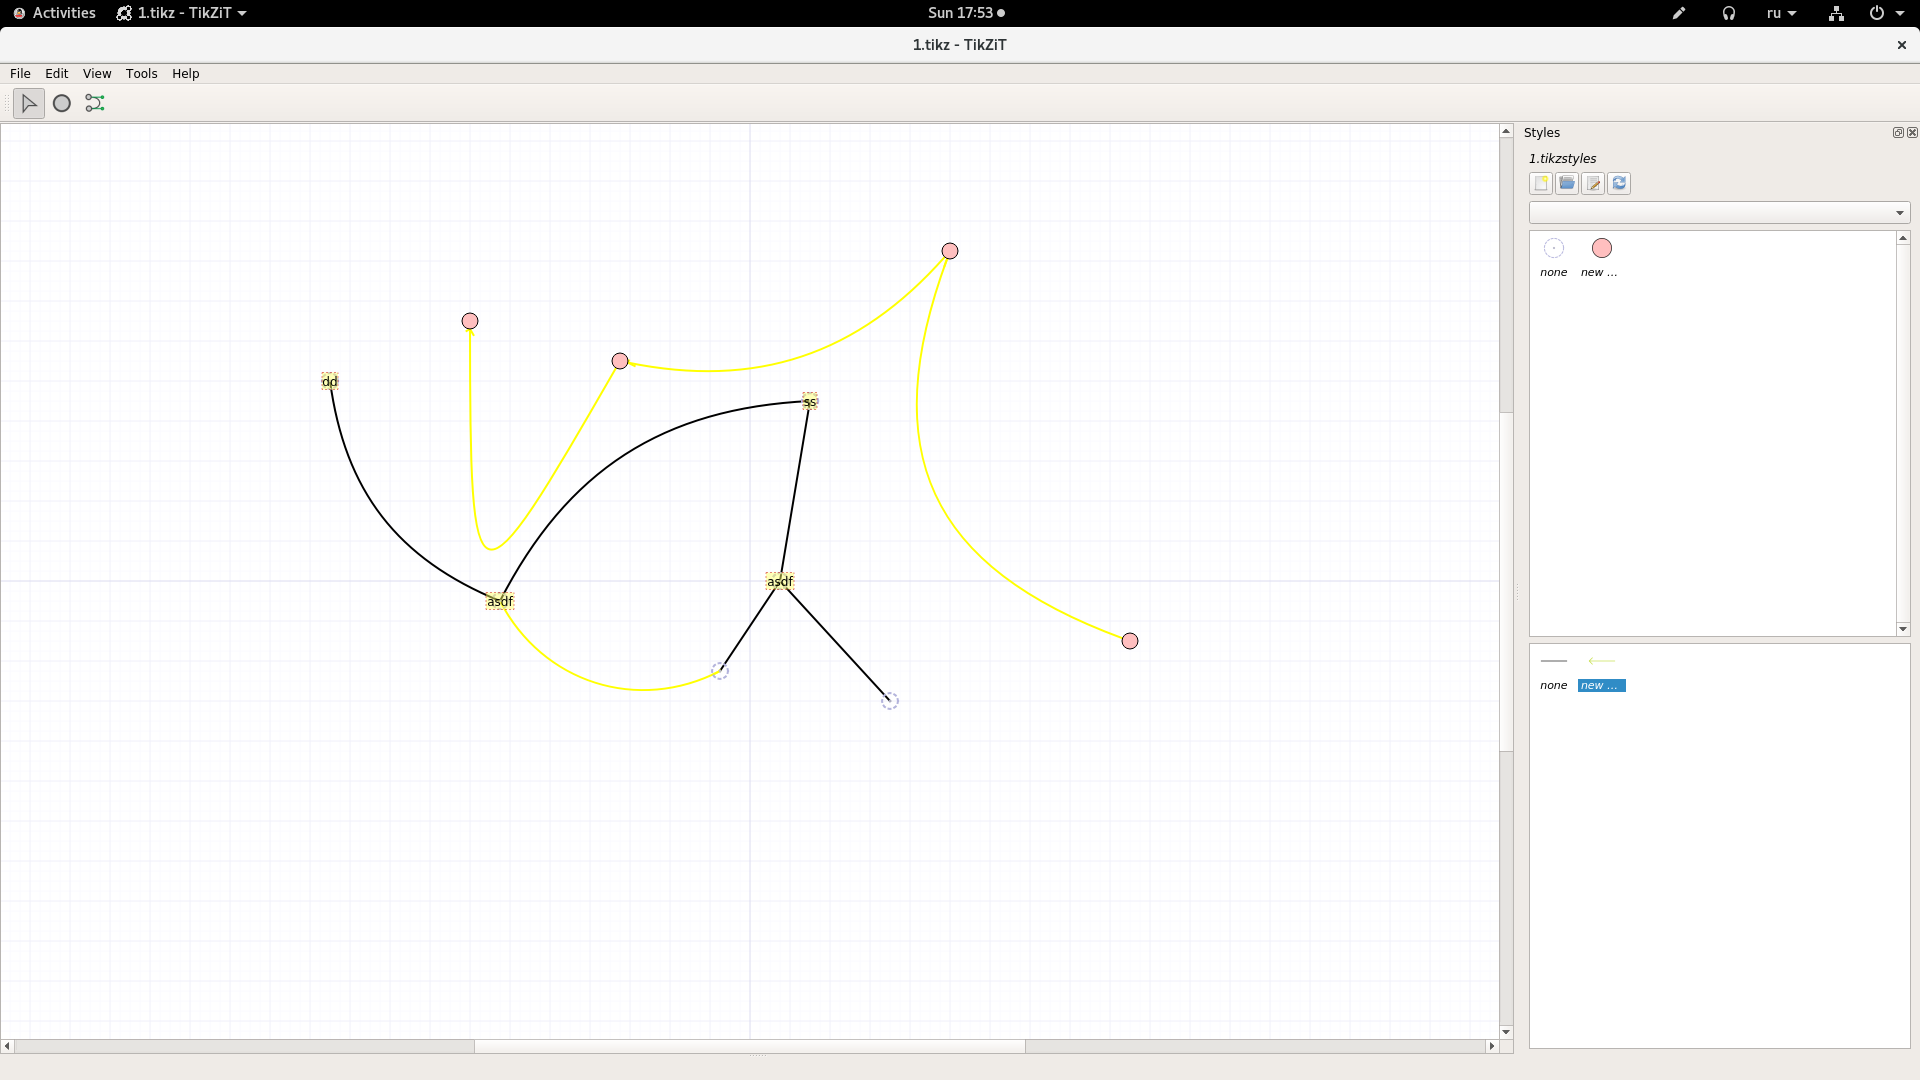 Activities 1.tikz - TikZiT Sun 17:53 ru
1.tikz - TikZiT
File Edit View Tools Help
Styles
1.tikzstyles
none new ...
dd
ss
asdf
asdf
none new ...